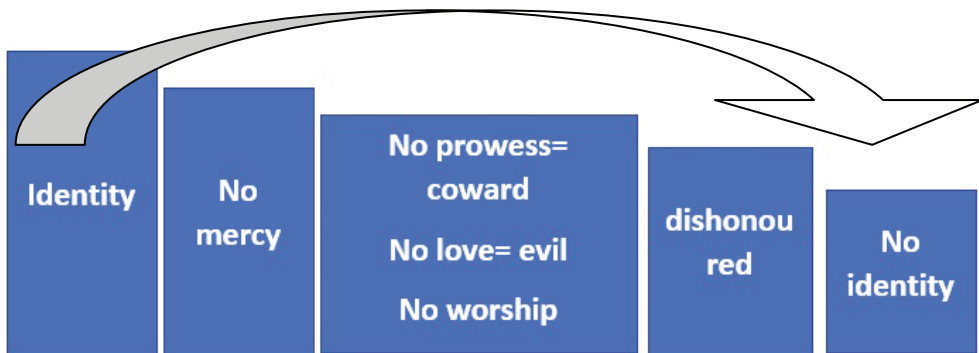 Identity
No
mercy
No prowess=
coward
No love= evil
No worship
dishonou
red
No
identity